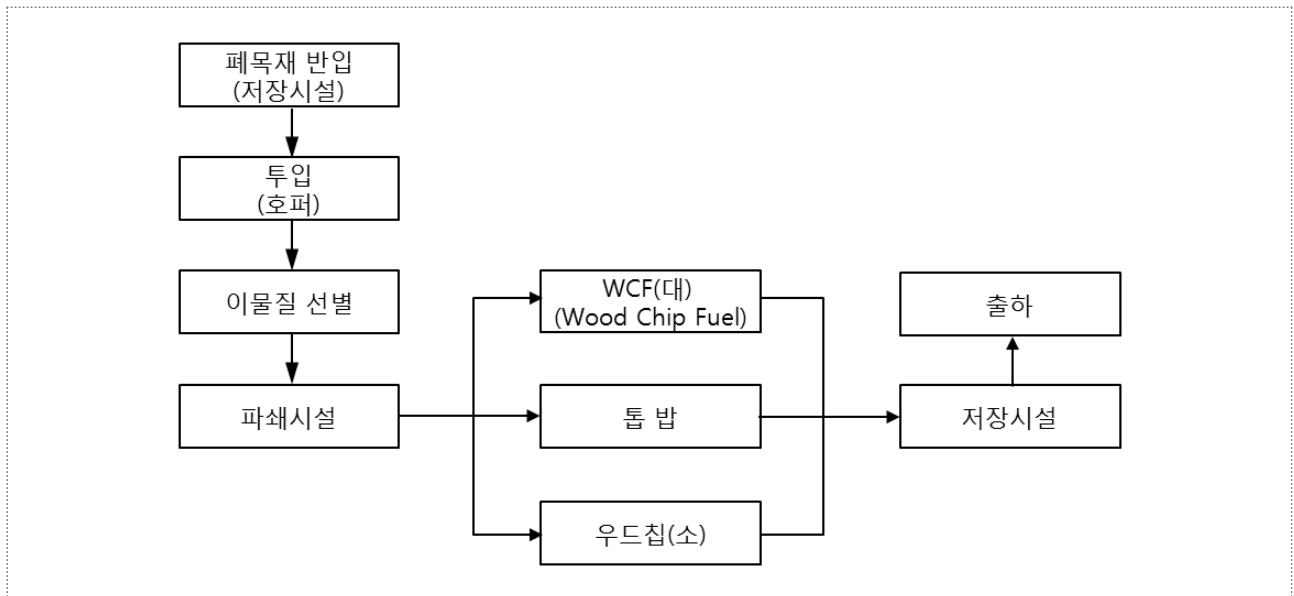 폐목재 반입
(저장시설)
투입
(호퍼)
이물질 선별
파쇄시설
WCF(대)
(Wood Chip Fuel)
톱 밥
우드칩(소)
출하
저장시설